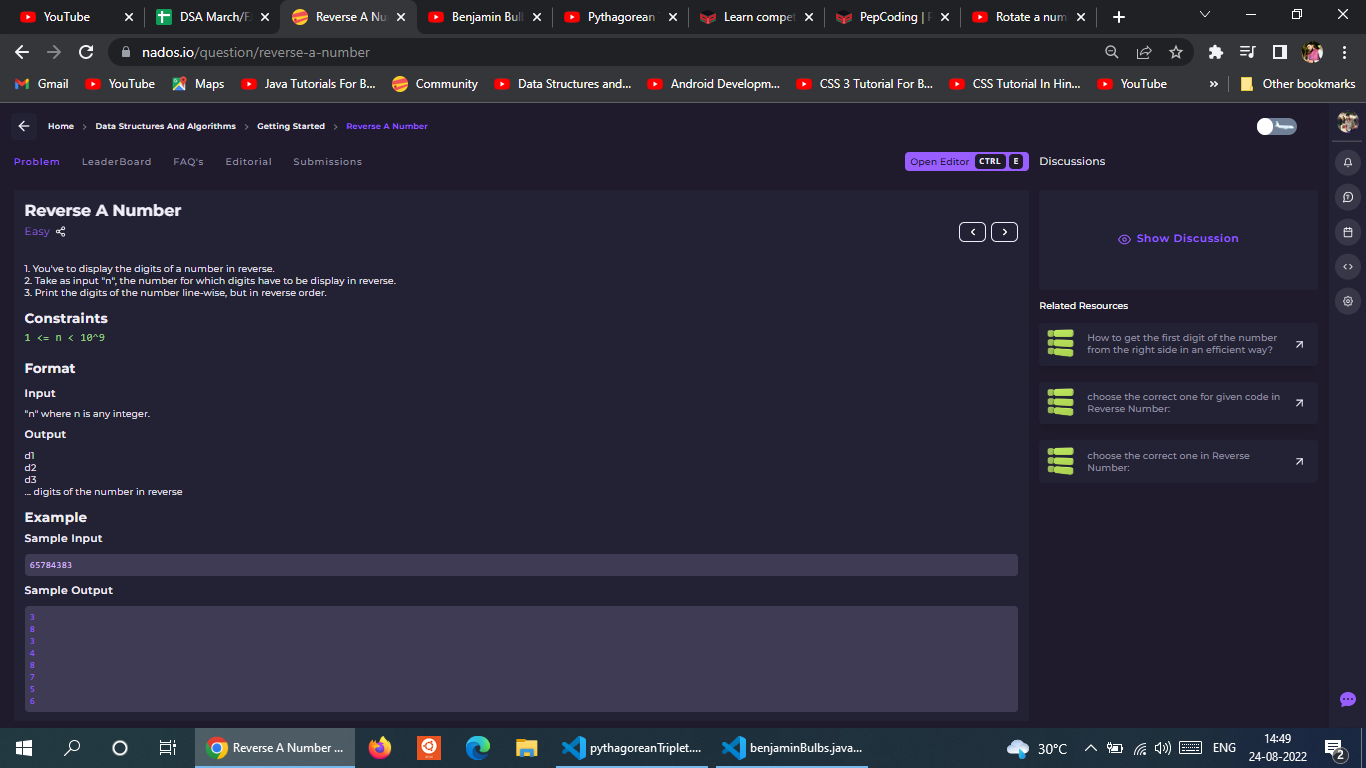 YouTube
DSA March/F
Reverse A Nu
Benjamin Bul
Pythagorean
Learn compet
PepCoding |
Rotate a num
nados.io/question/reverse-a-number
Gmail
YouTube
Maps
Java Tutorials For B...
Community
Data Structures and...
Android Developm...
CSS 3 Tutorial For B...
CSS Tutorial In Hin...
YouTube
»
Other bookmarks
Home > Data Structures And Algorithms > Getting Started > Reverse A Number
Problem
LeaderBoard
FAQ's
Editorial
Submissions
Open Editor CTRL E
Discussions
Reverse A Number
Easy
1. You've to display the digits of a number in reverse.
2. Take as input "n", the number for which digits have to be display in reverse.
3. Print the digits of the number line-wise, but in reverse order.
Constraints
1 <= n < 10^9
Format
Input
"n" where n is any integer.
Output
d1
d2
d3
... digits of the number in reverse
Example
Sample Input
65784383
Sample Output
3
8
3
4
8
7
5
6
Show Discussion
Related Resources
How to get the first digit of the number
from the right side in an efficient way?
choose the correct one for given code in
Reverse Number:
choose the correct one in Reverse
Number:
Reverse A Number ...
pythagoreanTriplet....
benjaminBulbs.java...
30°C
ENG
14:49
24-08-2022
2